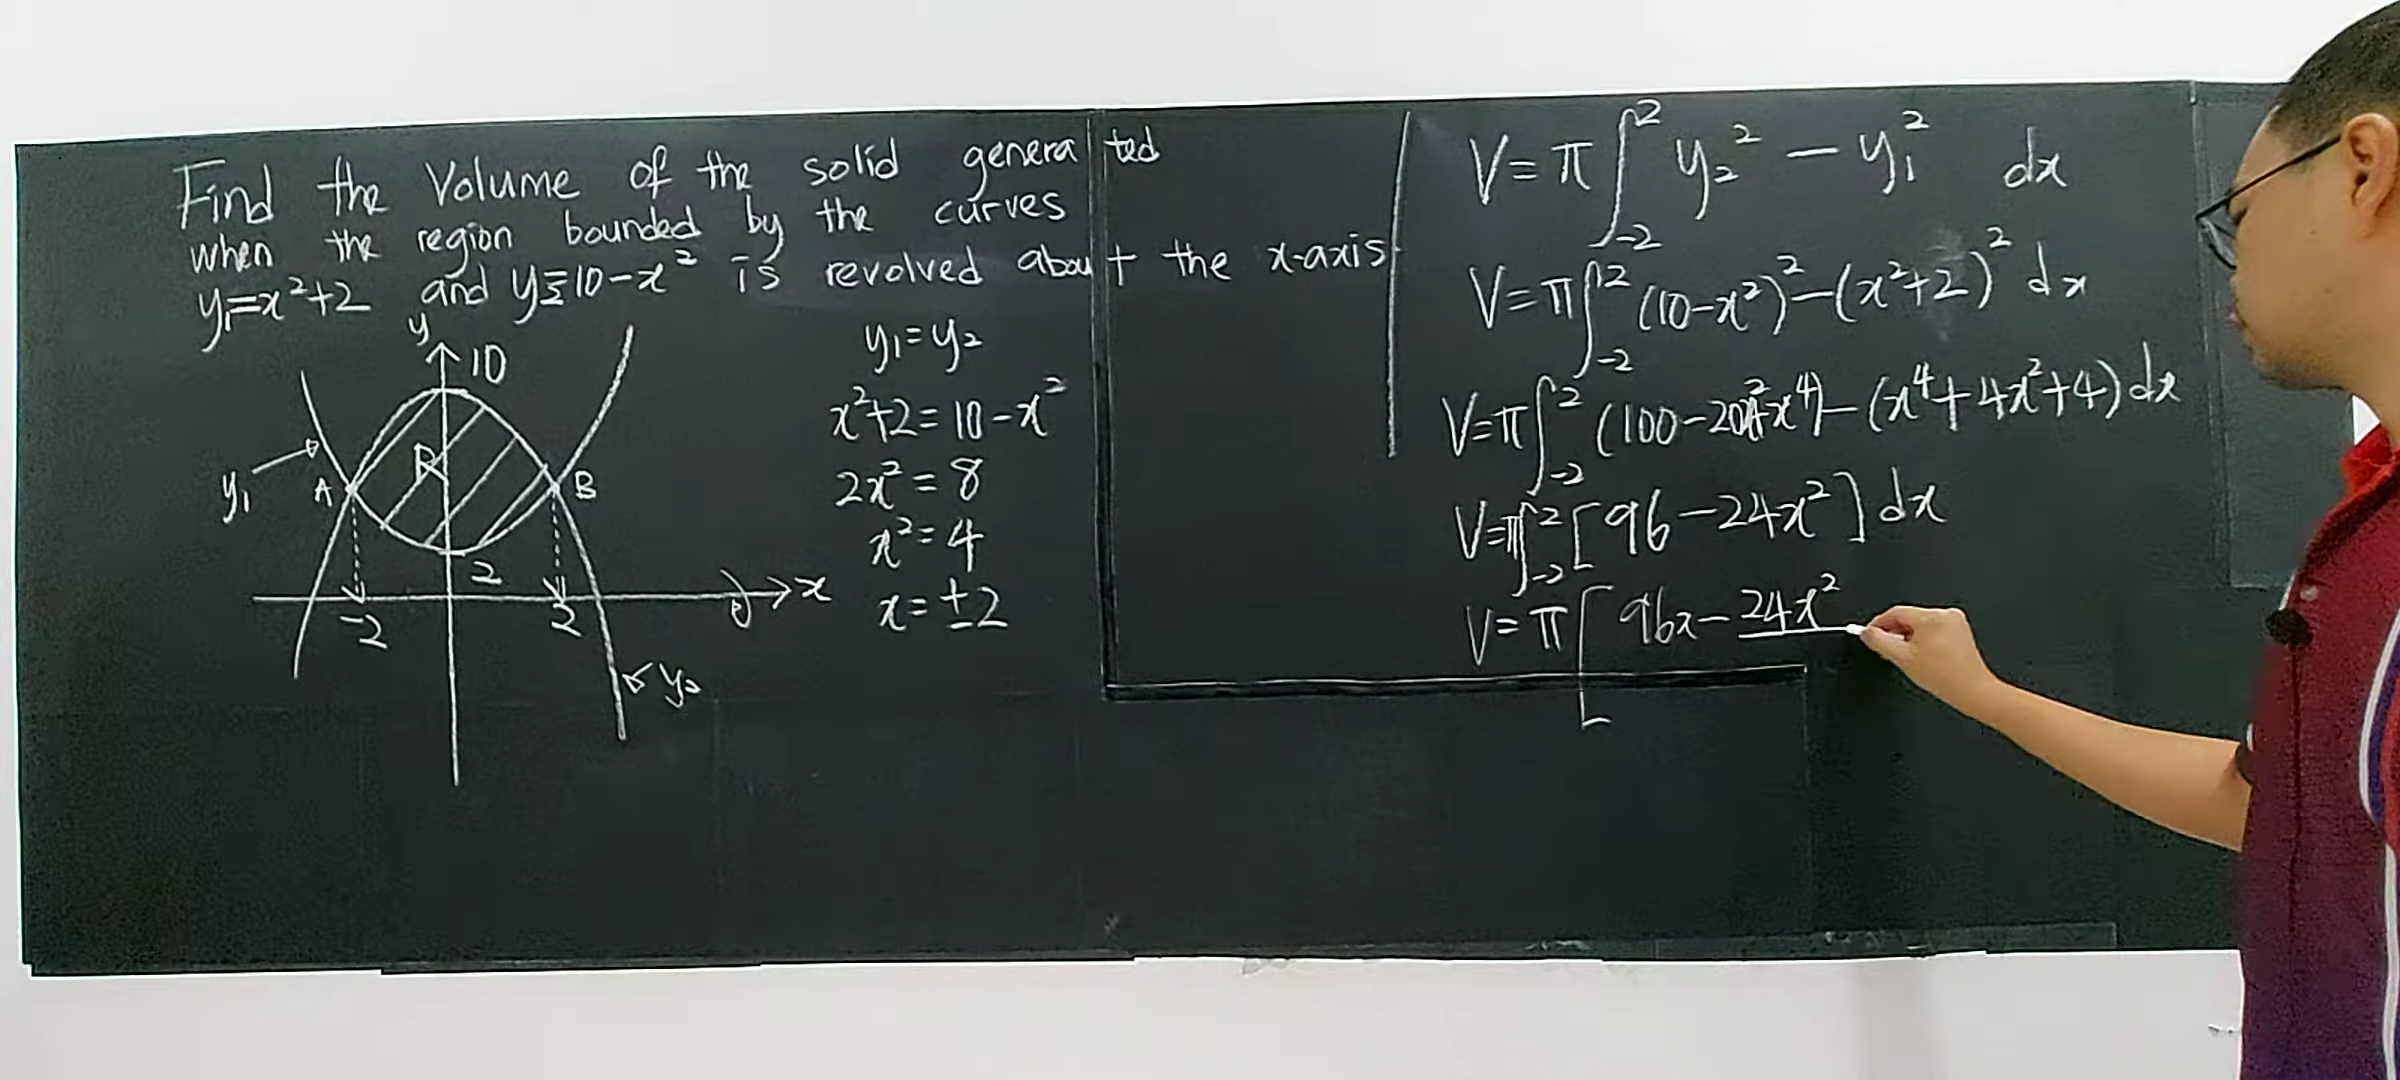 Find the Volume of the solid generated
when the region bounded by the curves
y₁=x²+2 and y₂=10-x² is revolved about the x-axis
y
10
y₁
A
R
B
2
-2
2
x
y₂
y₁=y₂
x²+2=10-x²
2x²=8
x²=4
x=±2
V=π∫₋₂² y₂² - y₁² dx
V=π∫₋₂² (10-x²)²-(x²+2)² dx
V=π∫₋₂² (100-20x²+x⁴)-(x⁴+4x²+4)dx
V=π∫₋₂² [96-24x²]dx
V=π[96x-24x²